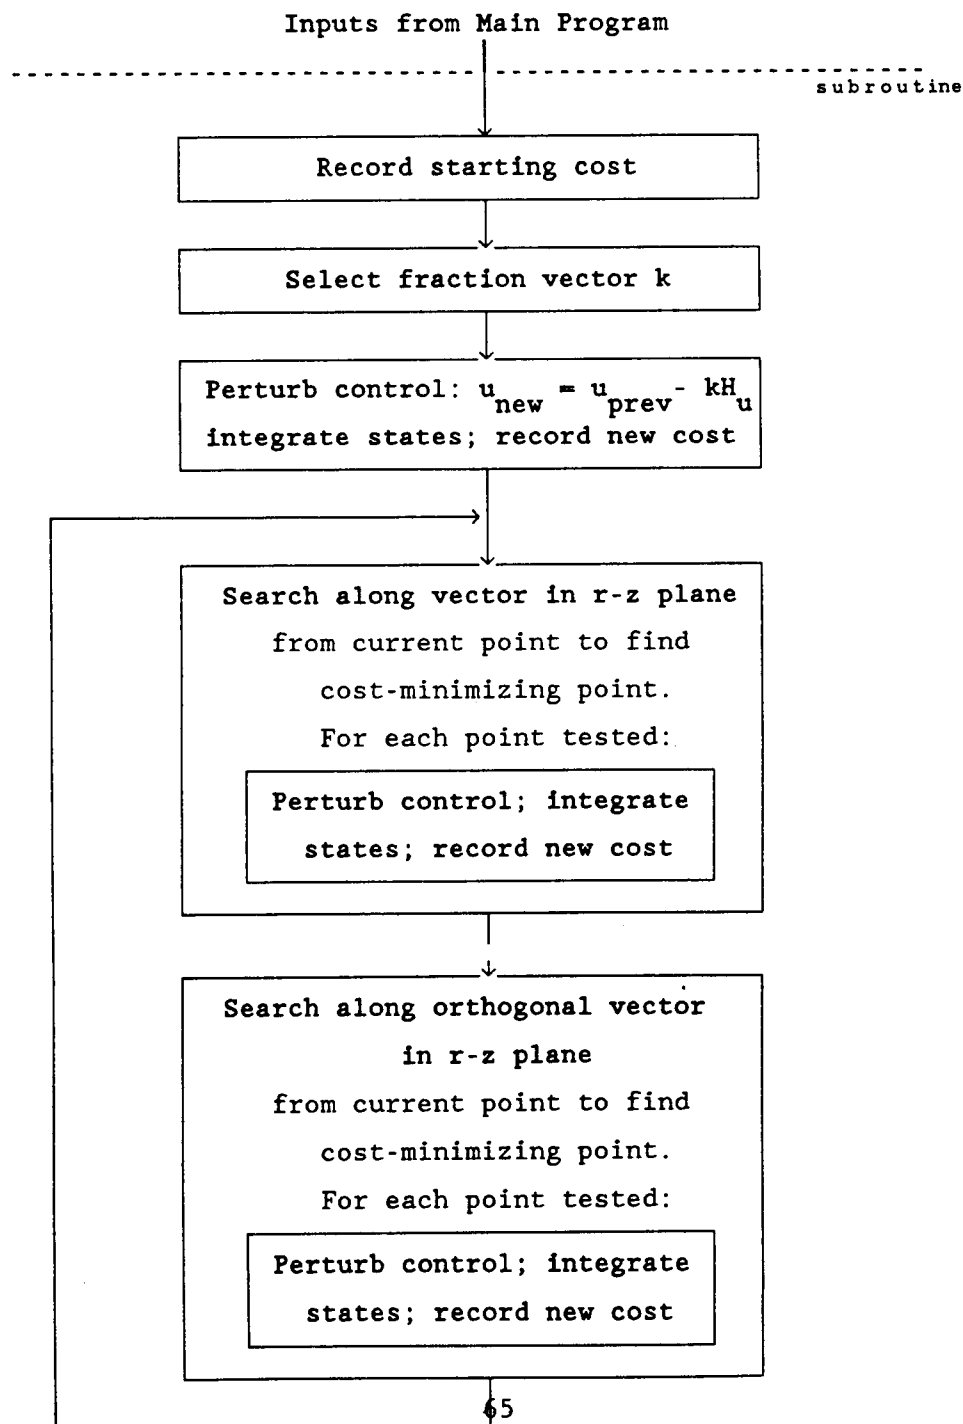 Inputs from Main Program
subroutine
Record starting cost
Select fraction vector k
Perturb control: u_new = u_prev - kH_u
integrate states; record new cost
Search along vector in r-z plane
from current point to find
cost-minimizing point.
For each point tested:
Perturb control; integrate
states; record new cost
Search along orthogonal vector
in r-z plane
from current point to find
cost-minimizing point.
For each point tested:
Perturb control; integrate
states; record new cost
65